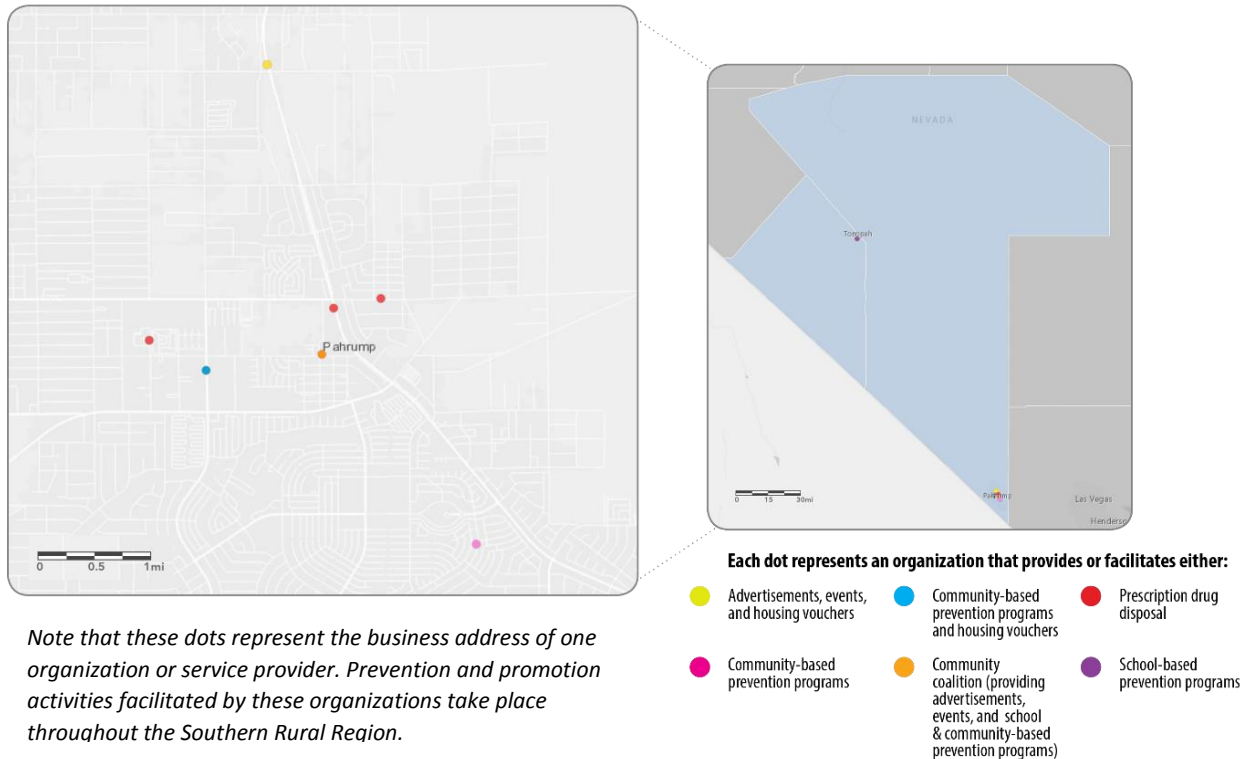 Pahrump
0 0.5 1mi
NEVADA
Tonopah
Pahrump
Las Vegas
Henderso
0 15 30mi
Each dot represents an organization that provides or facilitates either:
Advertisements, events,
and housing vouchers
Community-based
prevention programs
and housing vouchers
Prescription drug
disposal
Community-based
prevention programs
Community
coalition (providing
advertisements,
events, and school
& community-based
prevention programs)
School-based
prevention programs
Note that these dots represent the business address of one
organization or service provider. Prevention and promotion
activities facilitated by these organizations take place
throughout the Southern Rural Region.